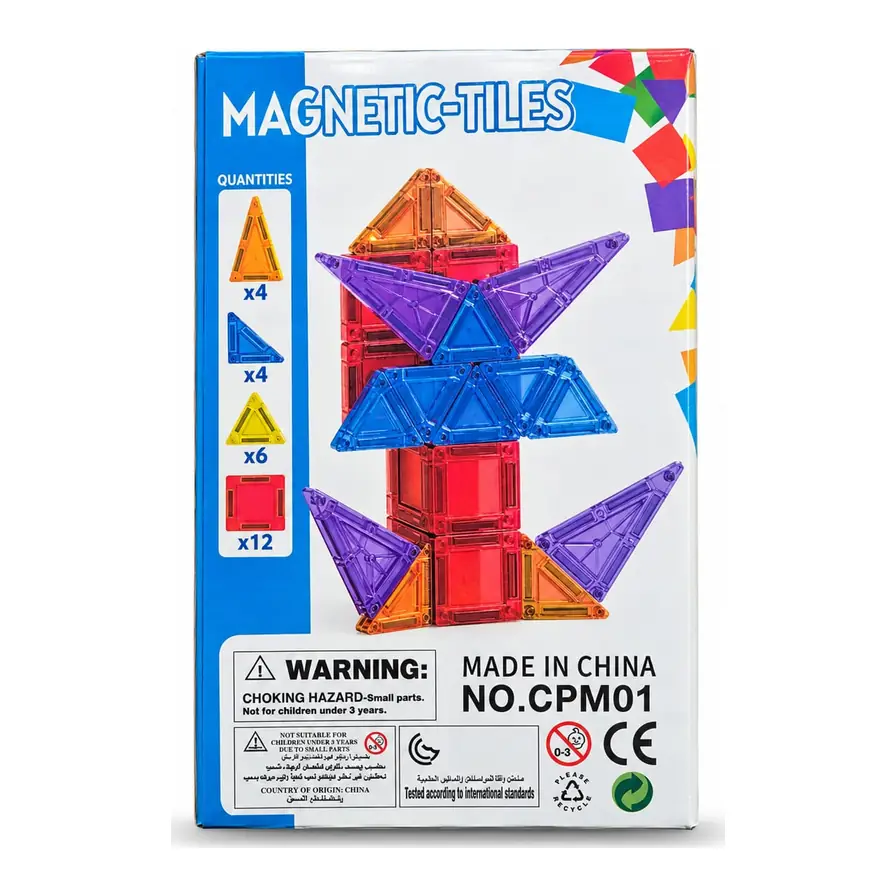 MAGNETIC-TILES
QUANTITIES
x4
x4
x6
x12
WARNING:
CHOKING HAZARD-Small parts.
Not for children under 3 years.
MADE IN CHINA
NO.CPM01
NOT SUITABLE FOR
CHILDREN UNDER 3 YEARS
DUE TO SMALL PARTS
0-3
COUNTRY OF ORIGIN: CHINA
Tested according to international standards
0-3
CE
PLEASE
RECYCLE